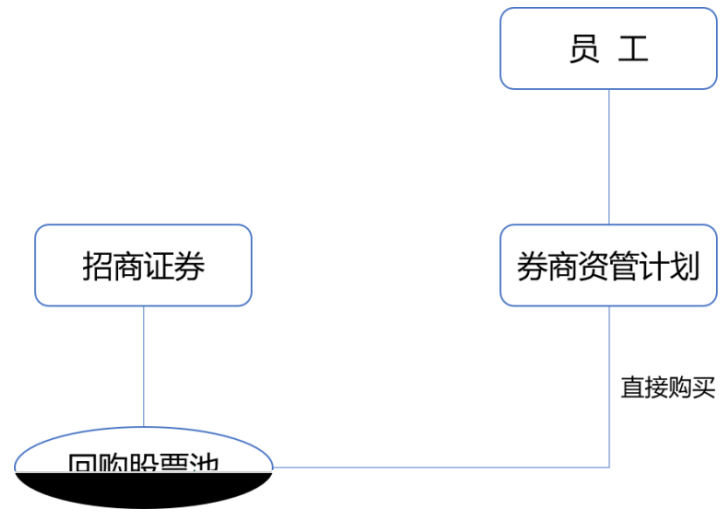 员 工
招商证券
券商资管计划
直接购买
回购股票池